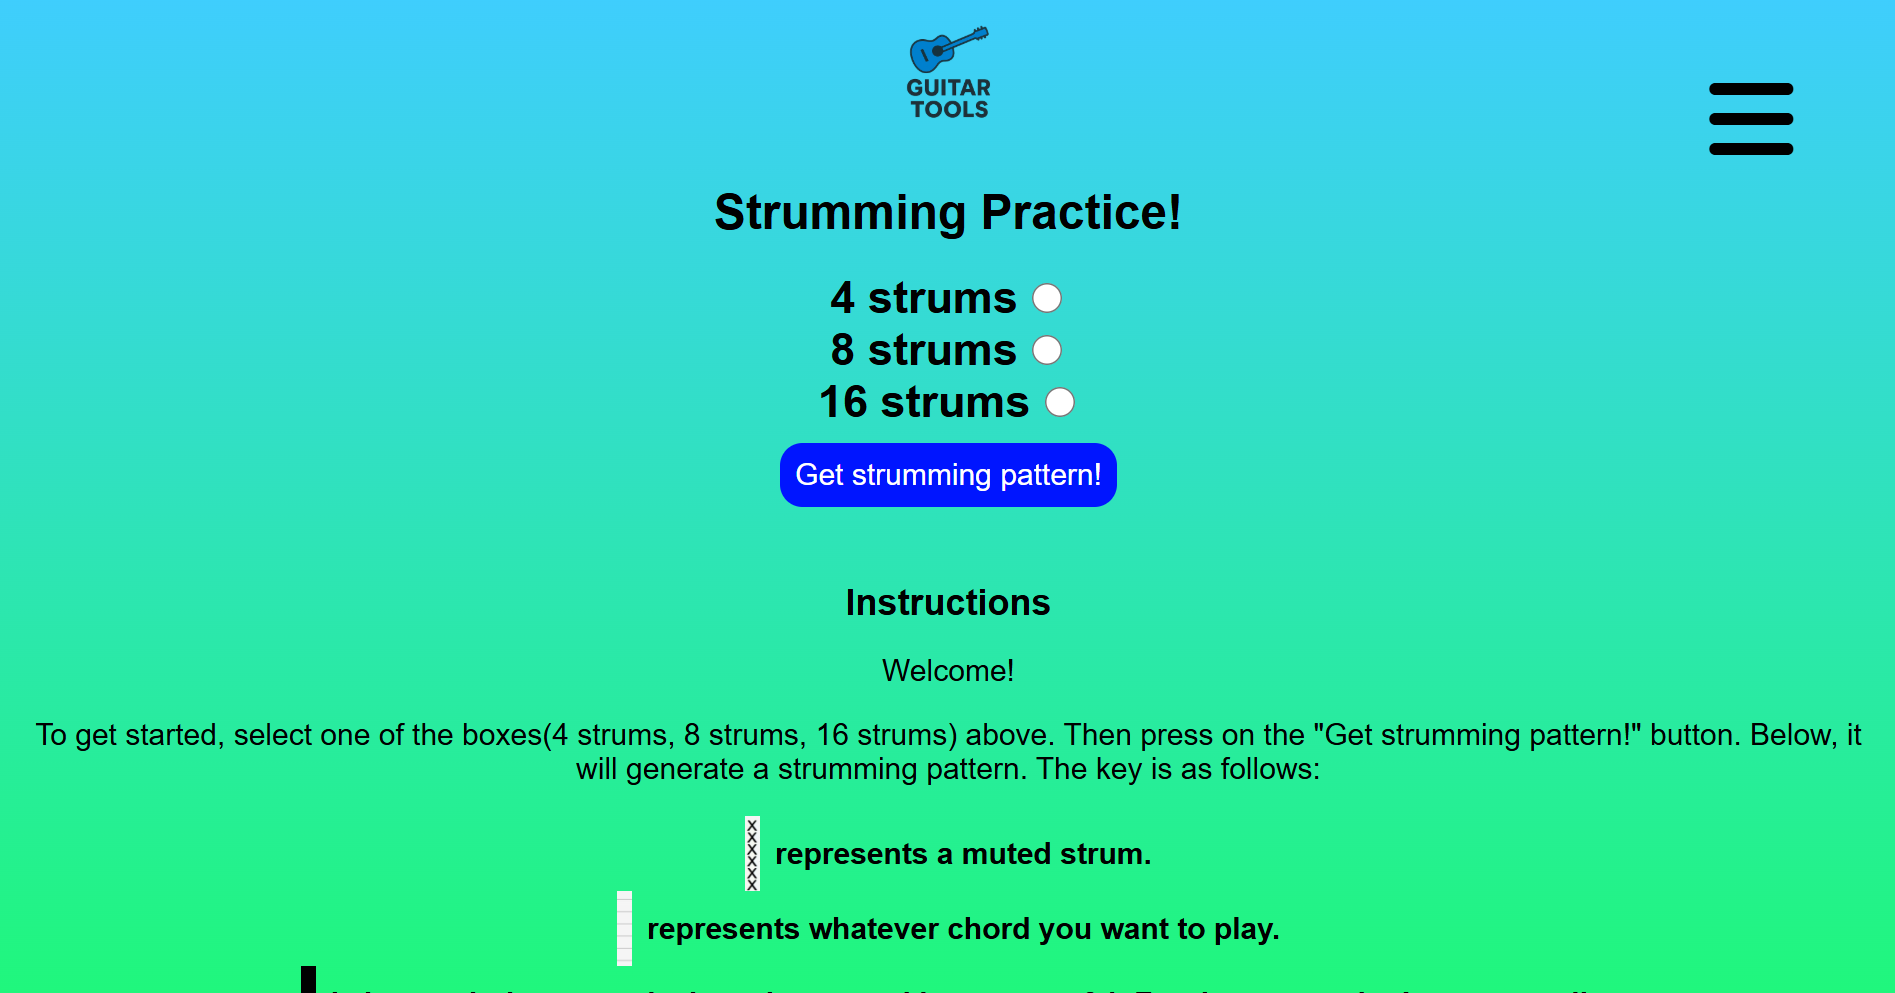 GUITAR
TOOLS
Strumming Practice!
4 strums
8 strums
16 strums
Get strumming pattern!
Instructions
Welcome!
To get started, select one of the boxes(4 strums, 8 strums, 16 strums) above. Then press on the "Get strumming pattern!" button. Below, it
will generate a strumming pattern. The key is as follows:
X
X
X
X
X
X
represents a muted strum.
represents whatever chord you want to play.